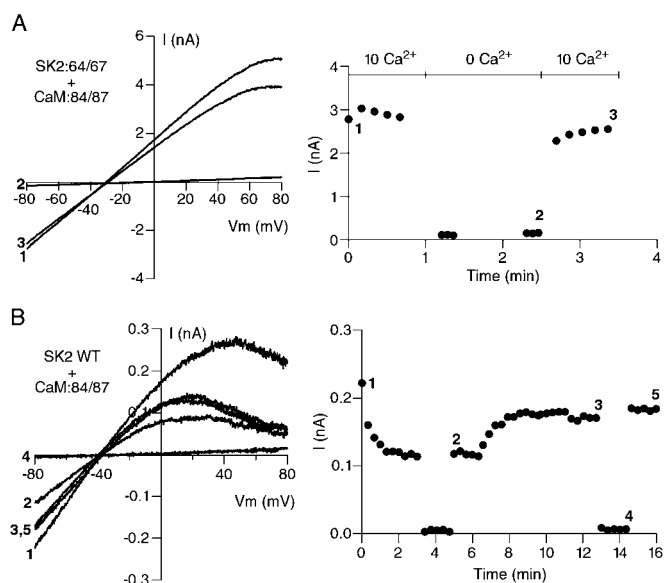 A
I (nA)
SK2:64/67
+
CaM:84/87
6
4
2
-2
-4
-80 -60 -40 -20 0 20 40 60 80
Vm (mV)
2
3
1
10 Ca²⁺ 0 Ca²⁺ 10 Ca²⁺
I (nA)
4
3
2
1
0
0 1 2 3 4
Time (min)
1
2
3
B
I (nA)
SK2 WT
+
CaM:84/87
0.3
0.2
0.1
-0.1
-0.2
-0.3
-80 -40 0 40 80
Vm (mV)
4
2
3,5
1
I (nA)
0.3
0.2
0.1
0.0
0 2 4 6 8 10 12 14 16
Time (min)
1
2
3
4
5